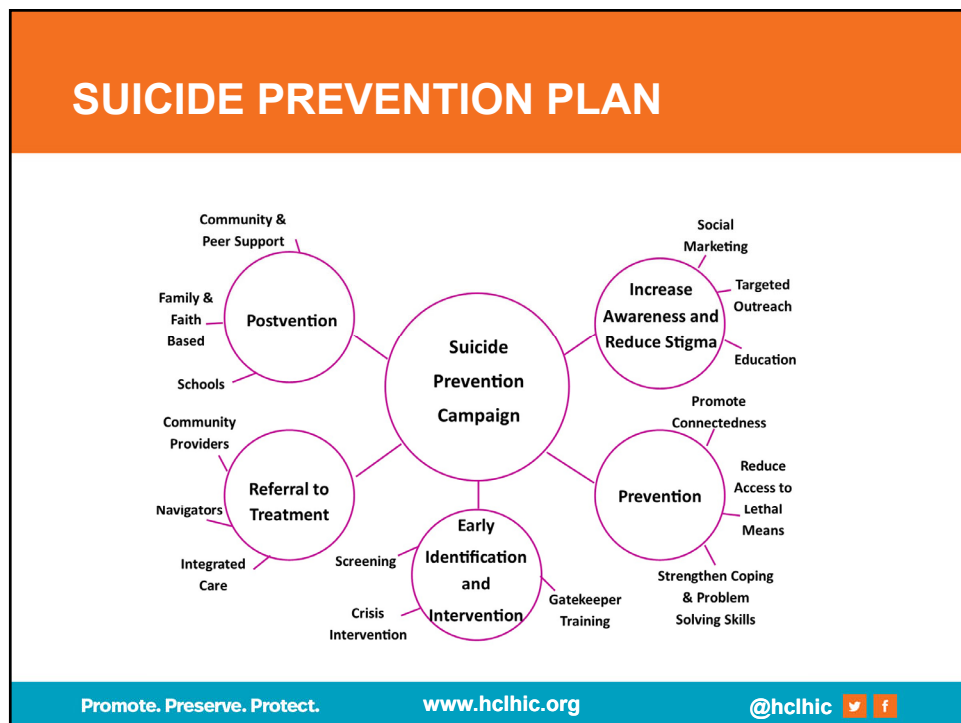 SUICIDE PREVENTION PLAN
Community &
Peer Support
Family &
Faith
Based
Schools
Postvention
Suicide
Prevention
Campaign
Increase
Awareness and
Reduce Stigma
Social
Marketing
Targeted
Outreach
Education
Community
Providers
Navigators
Integrated
Care
Referral to
Treatment
Early
Identification
and
Intervention
Screening
Crisis
Intervention
Gatekeeper
Training
Prevention
Promote
Connectedness
Reduce
Access to
Lethal
Means
Strengthen Coping
& Problem
Solving Skills
Promote. Preserve. Protect.
www.hclhic.org
@hclhic